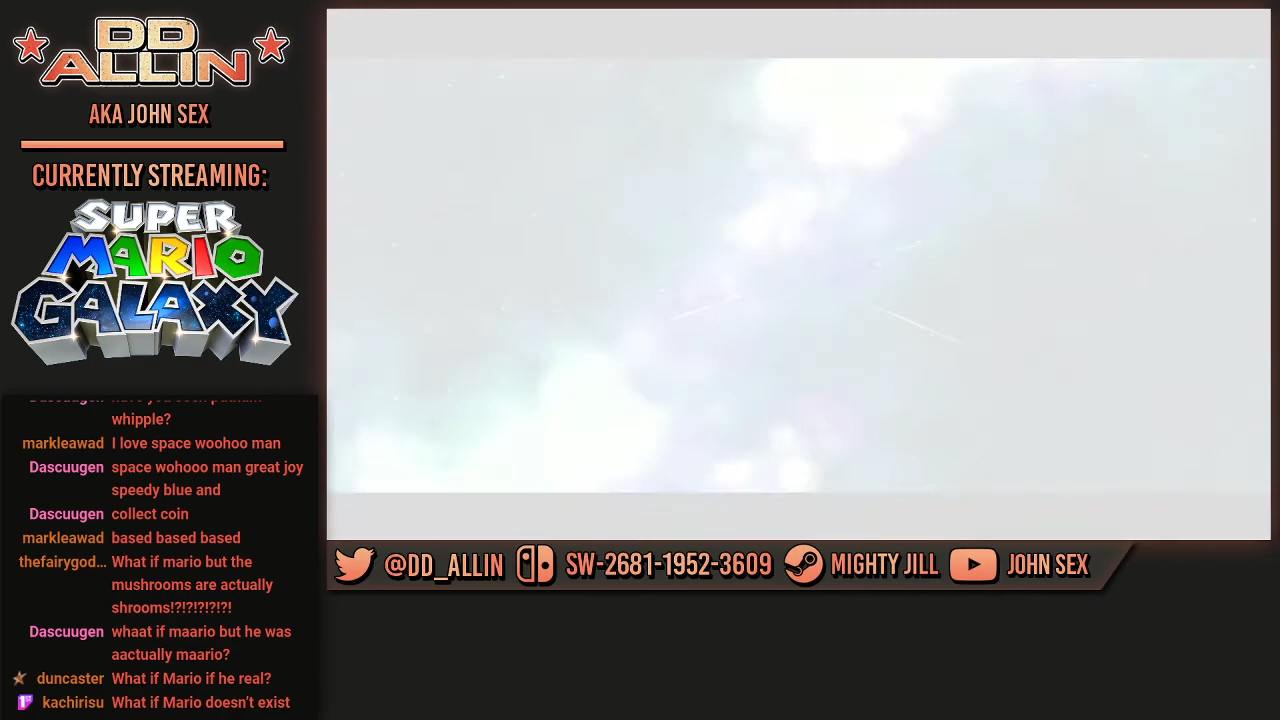 DD
ALLIN
AKA JOHN SEX
CURRENTLY STREAMING:
SUPER
MARIO
GALAXY
whipple?
markleawad I love space woohoo man
Dascuugen space wohooo man great joy
speedy blue and
Dascuugen collect coin
markleawad based based based
thefairygod... What if mario but the
mushrooms are actually
shrooms!?!?!?!?!?!
Dascuugen whaat if maario but he was
aactually maario?
duncaster What if Mario if he real?
kachirisu What if Mario doesn't exist
@DD_ALLIN SW-2681-1952-3609 MIGHTY JILL JOHN SEX